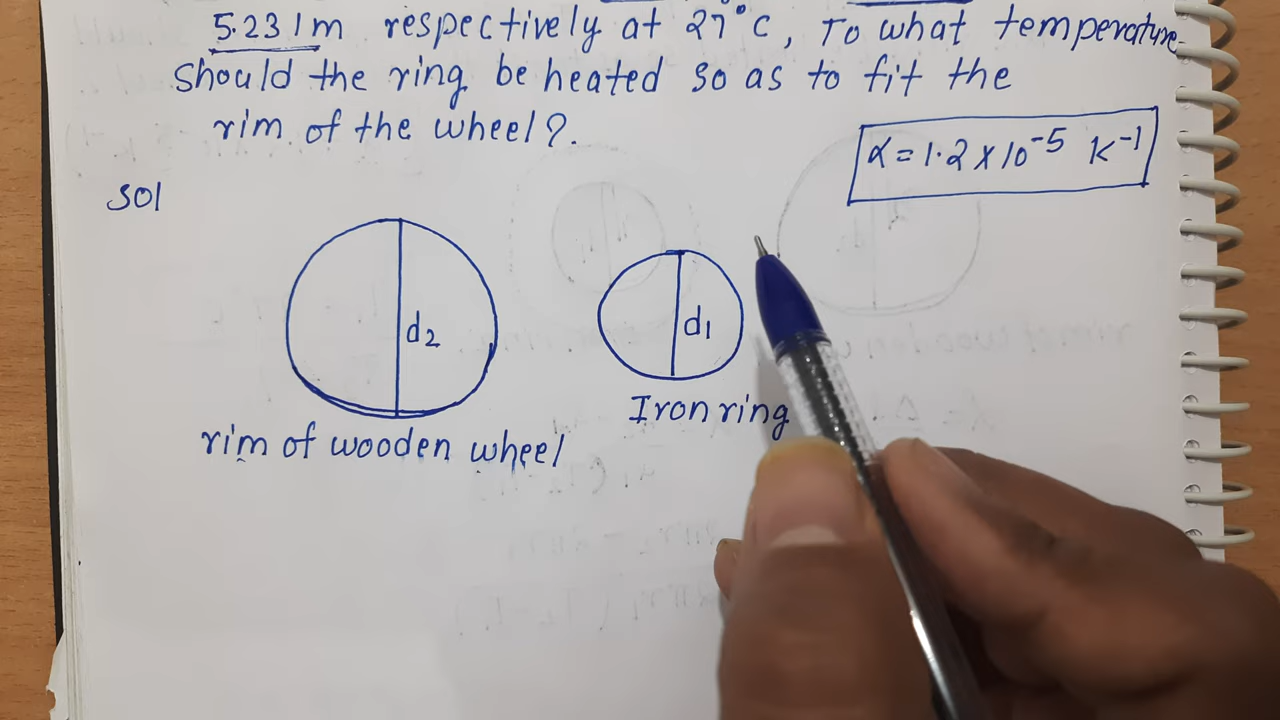 5.231m respectively at 27°c, To what temperature
should the ring be heated so as to fit the
rim of the wheel?.
α = 1.2 X 10⁻⁵ K⁻¹
sol
d₂
d₁
Iron ring
rim of wooden wheel